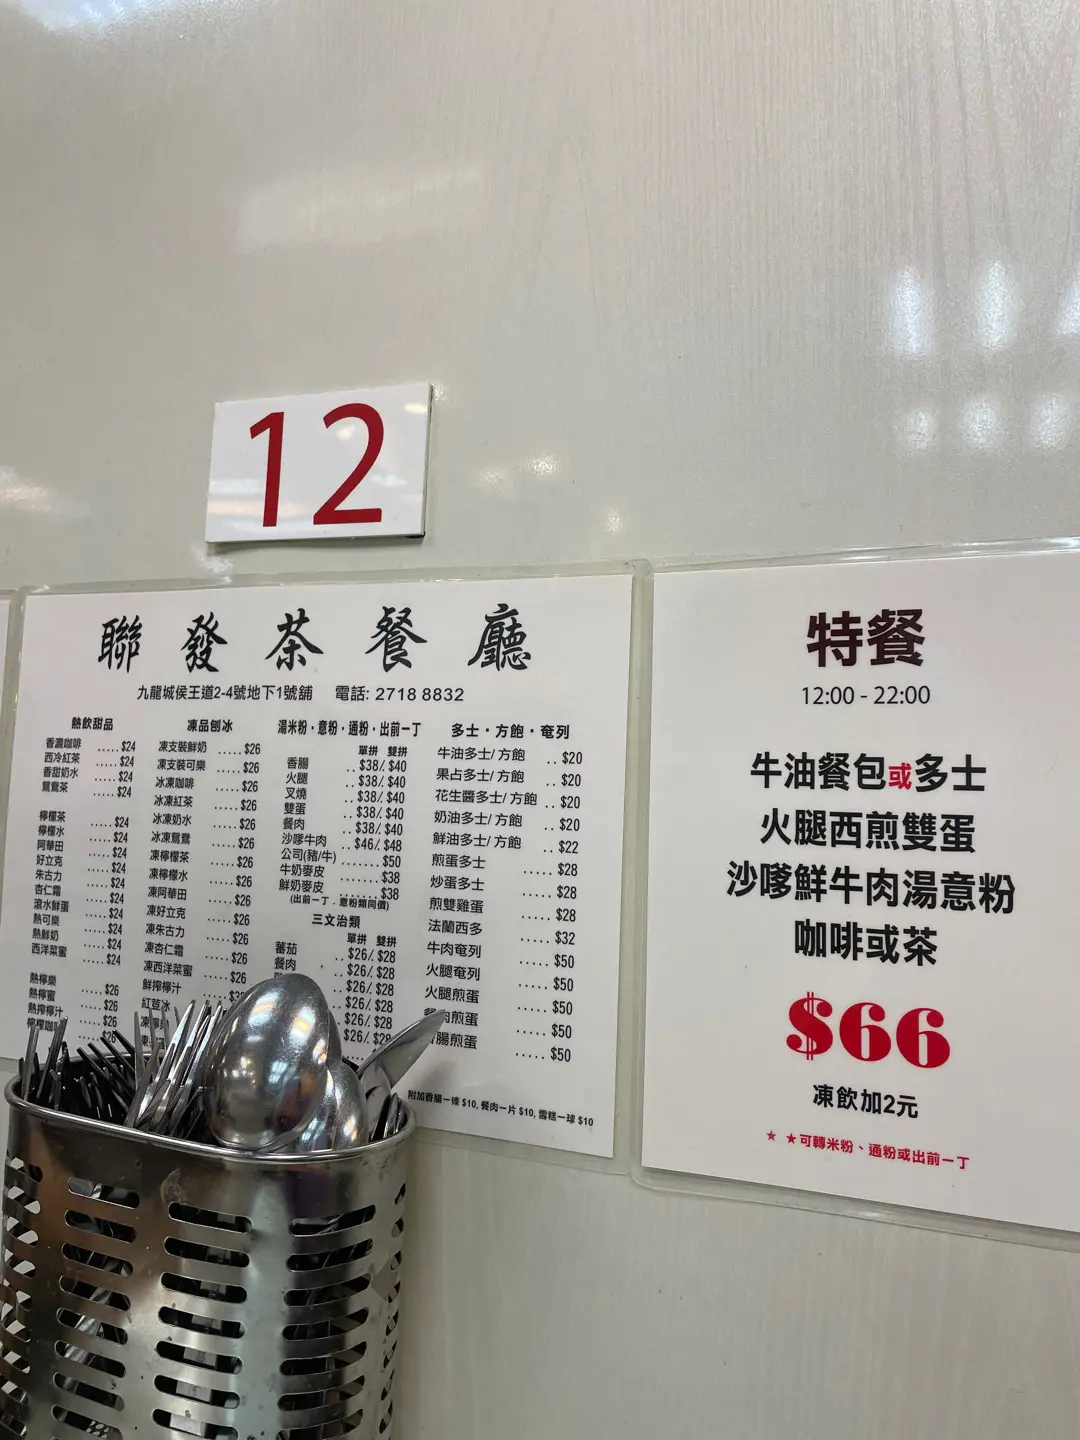 12
聯發茶餐廳
九龍城侯王道2-4號地下1號舖 電話: 2718 8832
熱飲甜品
香濃咖啡 ..... $24
西冷紅茶 ..... $24
香甜奶水 ..... $24
鴛鴦茶 ..... $24
檸檬茶 ..... $24
檸檬水 ..... $24
阿華田 ..... $24
好立克 ..... $24
朱古力 ..... $24
杏仁霜 ..... $24
滾水鮮蛋 ..... $24
熱可樂 ..... $24
熱鮮奶 ..... $24
西洋菜蜜 ..... $24
熱檸樂 ..... $26
熱檸蜜 ..... $26
熱搾檸汁 ..... $26
檸檬咖啡 $26
凍品刨冰
凍支裝鮮奶 ..... $26
凍支裝可樂 ..... $26
冰凍咖啡 ..... $26
冰凍紅茶 ..... $26
冰凍奶水 ..... $26
冰凍鴛鴦 ..... $26
凍檸檬茶 ..... $26
凍檸檬水 ..... $26
凍阿華田 ..... $26
凍好立克 ..... $26
凍朱古力 ..... $26
凍杏仁霜 ..... $26
凍西洋菜蜜 ..... $26
鮮搾檸汁
紅荳冰
湯米粉・意粉・通粉・出前一丁
單拼 雙拼
香腸 .. $38/. $40
火腿 .. $38/. $40
叉燒 .. $38/. $40
雙蛋 .. $38/. $40
餐肉 .. $38/. $40
沙嗲牛肉 .. $46/. $48
公司(豬/牛) ....... $50
牛奶麥皮 ....... $38
鮮奶麥皮 ....... $38
(出前一丁﹐意粉類同價)
三文治類
單拼 雙拼
蕃茄 .. $26/. $28
餐肉 .. $26/. $28
.. $26/. $28
$26/. $28
$26/. $28
$26/. $28
多士・方飽・奄列
牛油多士/ 方飽 .. $20
果占多士/ 方飽 .. $20
花生醬多士/ 方飽 .. $20
奶油多士/ 方飽 .. $20
鮮油多士/ 方飽 .. $22
煎蛋多士 ..... $28
炒蛋多士 ..... $28
煎雙雞蛋 ..... $28
法蘭西多 ..... $32
牛肉奄列 ..... $50
火腿奄列 ..... $50
火腿煎蛋 ..... $50
餐肉煎蛋 ..... $50
腸煎蛋 ..... $50
附加香腸一條 $10, 餐肉一片 $10, 雪糕一球 $10
特餐
12:00 - 22:00
牛油餐包或多士
火腿西煎雙蛋
沙嗲鮮牛肉湯意粉
咖啡或茶
$66
凍飲加2元
★ ★可轉米粉、通粉或出前一丁